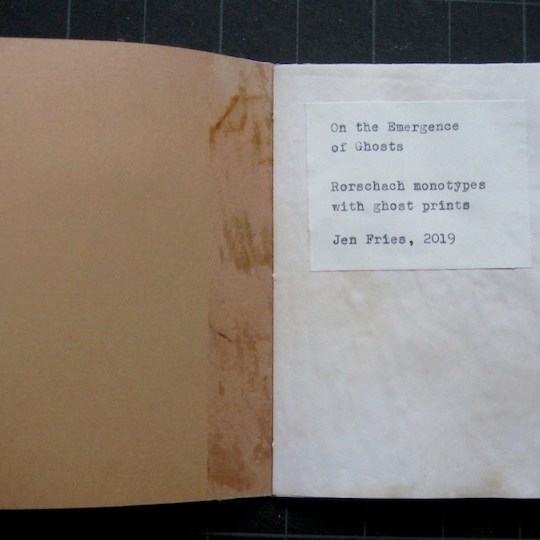 On the Emergence
of Ghosts
Rorschach monotypes
with ghost prints
Jen Fries, 2019